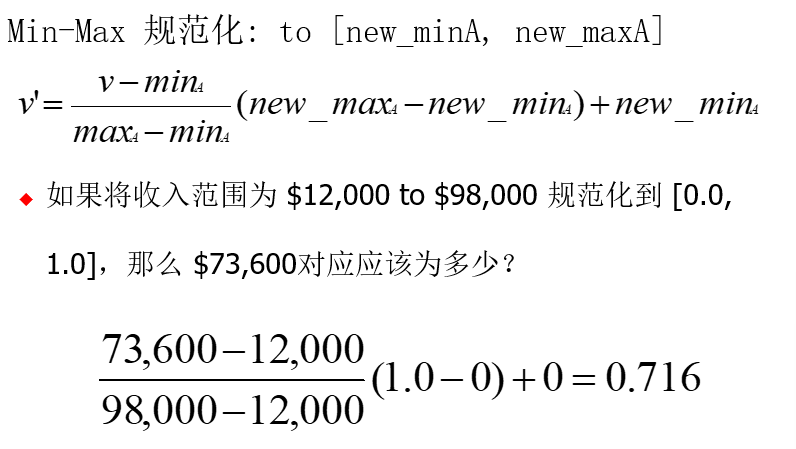 Min-Max 规范化: to [new_minA, new_maxA]
v' = \frac{v - min_A}{max_A - min_A}(new\_max_A - new\_min_A) + new\_min_A
◆ 如果将收入范围为 $12,000 to $98,000 规范化到 [0.0,
1.0]，那么 $73,600对应应该为多少?
\frac{73,600 - 12,000}{98,000 - 12,000}(1.0 - 0) + 0 = 0.716